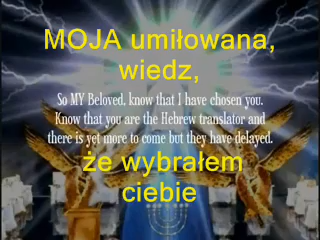 MOJA umiłowana,
wiedz,
So MY Beloved, know that I have chosen you.
Know that you are the Hebrew translator and
there is yet more to come but they have delayed.
że wybrałem
ciebie